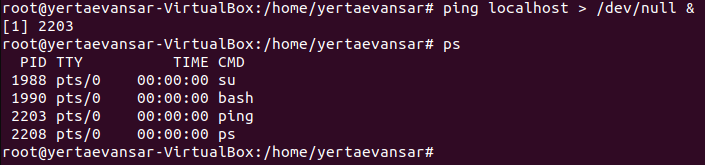 root@yertaevansar-VirtualBox:/home/yertaevansar# ping localhost > /dev/null &
[1] 2203
root@yertaevansar-VirtualBox:/home/yertaevansar# ps
    PID TTY          TIME CMD
   1988 pts/0    00:00:00 su
   1990 pts/0    00:00:00 bash
   2203 pts/0    00:00:00 ping
   2208 pts/0    00:00:00 ps
root@yertaevansar-VirtualBox:/home/yertaevansar#